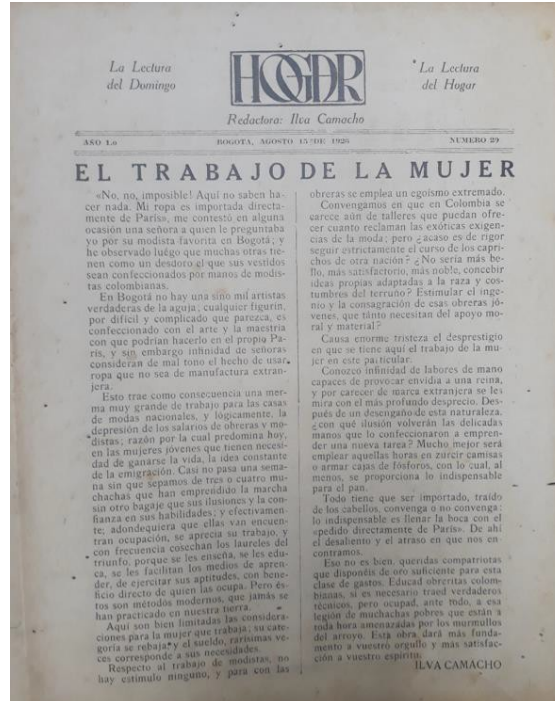 La Lectura
del Domingo
HOGAR
La Lectura
del Hogar
Redactora: Ilva Camacho
AÑO 1.o
BOGOTA, AGOSTO 15 DE 1926
NUMERO 29
EL TRABAJO DE LA MUJER
«No, no, imposible! Aquí no saben ha-
cer nada. Mi ropa es importada directa-
mente de París», me contestó en alguna
ocasión una señora a quien le preguntaba
yo por su modista favorita en Bogotá; y
he observado luégo que muchas otras tie-
nen como un desdoro el que sus vestidos
sean confeccionados por manos de modis-
tas colombianas.
En Bogotá no hay una sino mil artistas
verdaderas de la aguja; cualquier figurín,
por difícil y complicado que parezca, es
confeccionado con el arte y la maestría
con que podrían hacerlo en el propio Pa-
rís, y sin embargo infinidad de señoras
consideran de mal tono el hecho de usar
ropa que no sea de manufactura extran-
jera.
Esto trae como consecuencia una mer-
ma muy grande de trabajo para las casas
de modas nacionales, y lógicamente, la
depresión de los salarios de obreras y mo-
distas; razón por la cual predomina hoy,
en las mujeres jóvenes que tienen necesi-
dad de ganarse la vida, la idea constante
de la emigración. Casi no pasa una sema-
na sin que sepamos de tres o cuatro mu-
chachas que han emprendido la marcha
sin otro bagaje que sus ilusiones y la con-
fianza en sus habilidades; y efectivamen-
te, adondequiera que ellas van encuen-
tran ocupación, se aprecia su trabajo, y
con frecuencia cosechan los laureles del
triunfo, porque se les enseña, se les edu-
ca, se les facilitan los medios de apren-
der, de ejercitar sus aptitudes, con bene-
ficio directo de quien las ocupa. Pero és-
tos son métodos modernos, que jamás se
han practicado en nuestra tierra.
Aquí son bien limitadas las considera-
ciones para la mujer que trabaja; su cate-
goría se rebaja y el sueldo, rarísimas ve-
ces corresponde a sus necesidades.
Respecto al trabajo de modistas, no
hay estímulo ninguno, y para con las
obreras se emplea un egoísmo extremado.
Convengamos en que en Colombia se
carece aún de talleres que puedan ofre-
cer cuanto reclaman las exóticas exigen-
cias de la moda; pero ¿acaso es de rigor
seguir estrictamente el curso de los capri-
chos de otra nación? ¿No sería más be-
llo, más satisfactorio, más noble, concebir
ideas propias adaptadas a la raza y cos-
tumbres del terruño? Estimular el inge-
nio y la consagración de esas obreras jó-
venes, que tánto necesitan del apoyo mo-
ral y material?
Causa enorme tristeza el desprestigio
en que se tiene aquí el trabajo de la mu-
jer en este particular.
Conozco infinidad de labores de mano
capaces de provocar envidia a una reina,
y por carecer de marca extranjera se les
mira con el más profundo desprecio. Des-
pués de un desengaño de esta naturaleza,
¿con qué ilusión volverán las delicadas
manos que lo confeccionaron a empren-
der una nueva tarea? Mucho mejor será
emplear aquellas horas en zurcir camisas
o armar cajas de fósforos, con lo cual, al
menos, se proporciona lo indispensable
para el pan.
Todo tiene que ser importado, traído
de los cabellos, convenga o no convenga:
lo indispensable es llenar la boca con el
«pedido directamente de París». De ahí
el desaliento y el atraso en que nos en-
contramos.
Eso no es bien, queridas compatriotas
que disponéis de oro suficiente para esta
clase de gastos. Educad obreritas colom-
bianas, si es necesario traed verdaderos
técnicos, pero ocupad, ante todo, a esa
legión de muchachas pobres que están a
toda hora amenazadas por los murmullos
del arroyo. Esta obra dará más funda-
mento a vuestro orgullo y más satisfac-
ción a vuestro espíritu.
ILVA CAMACHO